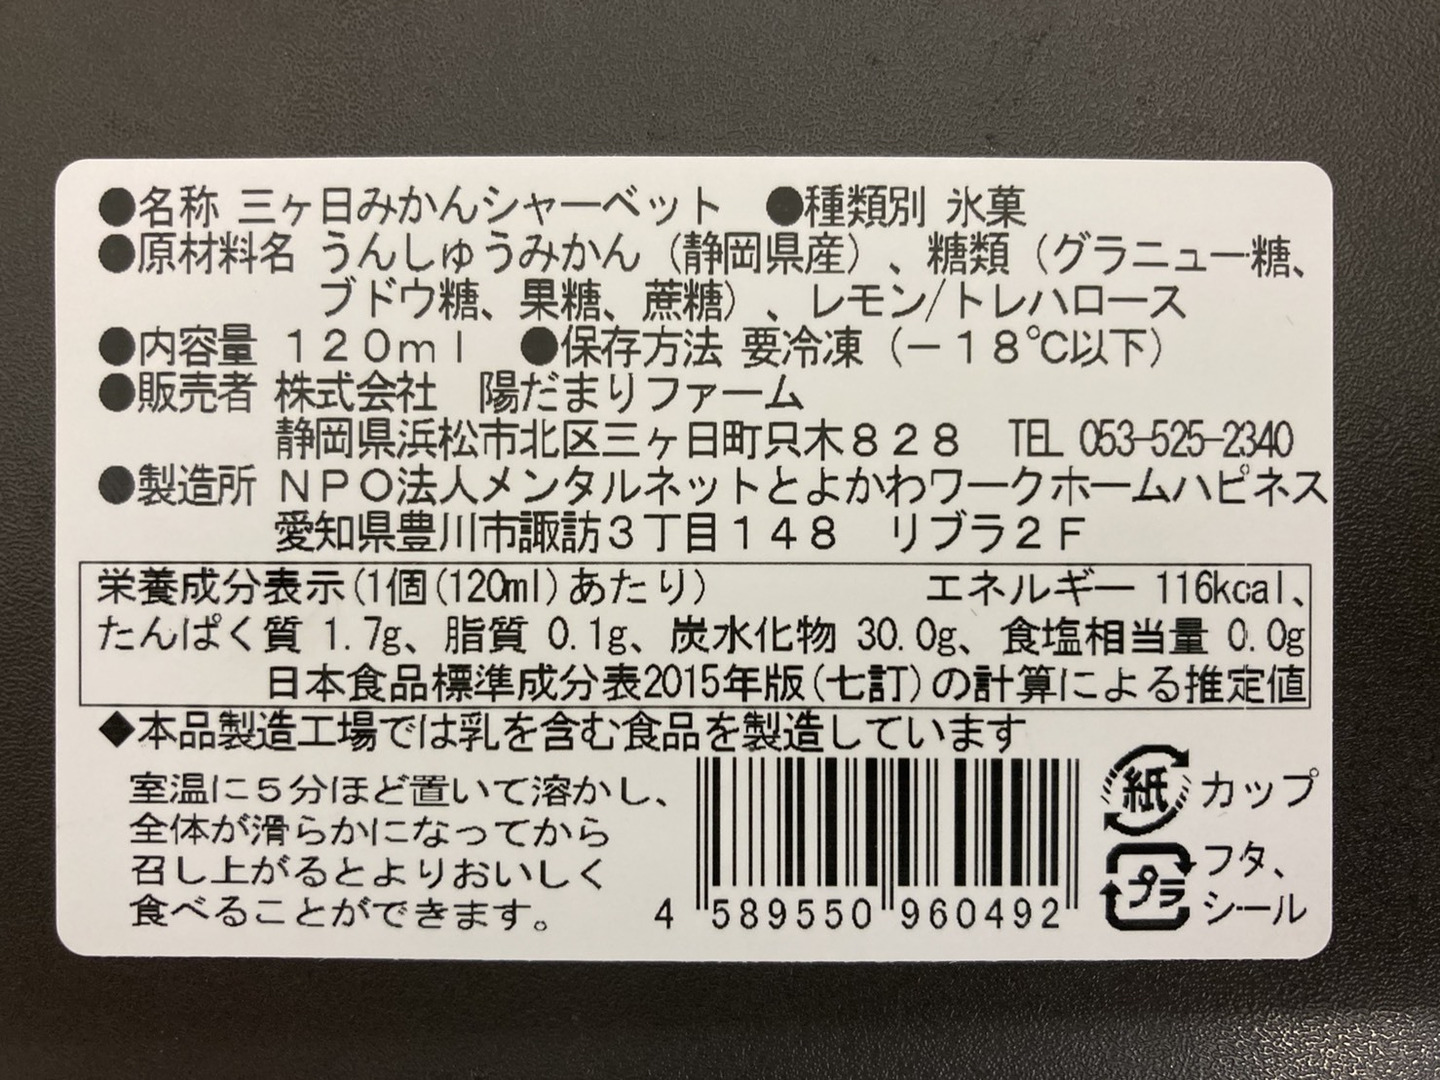 ●名称 三ヶ日みかんシャーベット ●種類別 氷菓
●原材料名 うんしゅうみかん（静岡県産）、糖類（グラニュー糖、
ブドウ糖、果糖、蔗糖）、レモン/トレハロース
●内容量 １２０ｍｌ ●保存方法 要冷凍（－１８℃以下）
●販売者 株式会社 陽だまりファーム
静岡県浜松市北区三ヶ日町只木８２８ TEL 053-525-2340
●製造所 ＮＰＯ法人メンタルネットとよかわワークホームハピネス
愛知県豊川市諏訪３丁目１４８ リブラ２Ｆ
栄養成分表示(1個(120ml)あたり) エネルギー 116kcal、
たんぱく質 1.7g、脂質 0.1g、炭水化物 30.0g、食塩相当量 0.0g
日本食品標準成分表2015年版(七訂)の計算による推定値
◆本品製造工場では乳を含む食品を製造しています
室温に５分ほど置いて溶かし、
全体が滑らかになってから
召し上がるとよりおいしく
食べることができます。
4 589550 960492
紙 カップ
プラ フタ、
シール